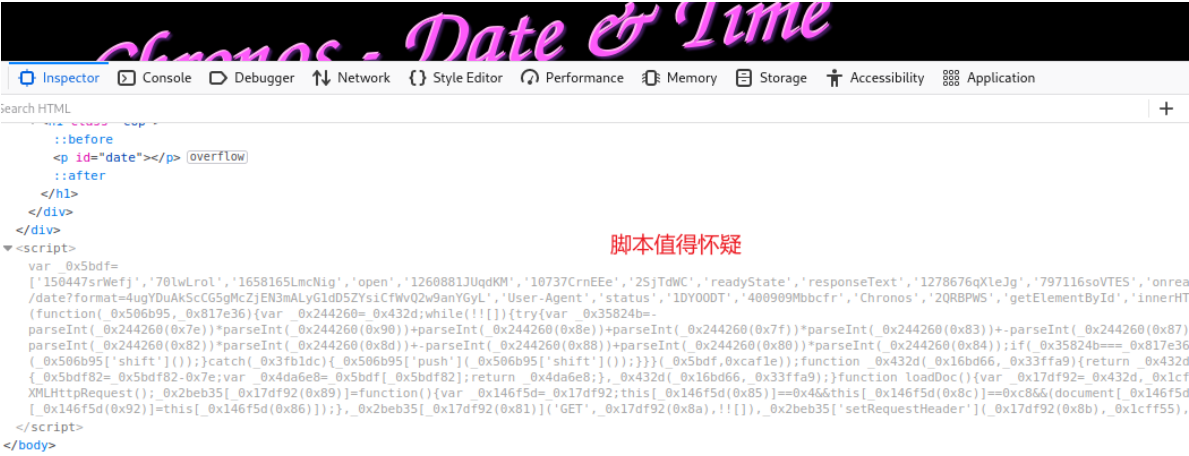 Chronos - Date & Time
Inspector Console Debugger Network {} Style Editor Performance Memory Storage Accessibility Application
Search HTML
+
::before
<p id="date"></p> overflow
::after
</h1>
</div>
</div>
<script>
脚本值得怀疑
var _0x5bdf=
['150447srWefj','70lwLrol','1658165LmcNig','open','1260881JUqdKM','10737CrnEEe','2SjTdWC','readyState','responseText','1278676qXleJg','797116soVTES','onrea
/date?format=4ugYDuAkScCG5gMcZjEN3mALyG1dD5ZYsiCfWvQ2w9anYGyL','User-Agent','status','1DYOODT','400909Mbbcfr','Chronos','2QRBPWS','getElementById','innerHT
(function(_0x506b95,_0x817e36){var _0x244260=_0x432d;while(!![]){try{var _0x35824b=-
parseInt(_0x244260(0x7e))*parseInt(_0x244260(0x90))+parseInt(_0x244260(0x8e))+parseInt(_0x244260(0x7f))*parseInt(_0x244260(0x83))+-parseInt(_0x244260(0x87)
parseInt(_0x244260(0x82))*parseInt(_0x244260(0x8d))+-parseInt(_0x244260(0x88))+parseInt(_0x244260(0x80))*parseInt(_0x244260(0x84));if(_0x35824b===_0x817e36
(_0x506b95['shift']());}catch(_0x3fb1dc){_0x506b95['push'](_0x506b95['shift']());}}}(_0x5bdf,0xcaf1e));function _0x432d(_0x16bd66,_0x33ffa9){return _0x432d
{_0x5bdf82=_0x5bdf82-0x7e;var _0x4da6e8=_0x5bdf[_0x5bdf82];return _0x4da6e8;},_0x432d(_0x16bd66,_0x33ffa9);}function loadDoc(){var _0x17df92=_0x432d,_0x1cf
XMLHttpRequest();_0x2beb35[_0x17df92(0x89)]=function(){var _0x146f5d=_0x17df92;this[_0x146f5d(0x85)]==0x4&&this[_0x146f5d(0x8c)]==0xc8&&(document[_0x146f5d
[_0x146f5d(0x92)]=this[_0x146f5d(0x86)]);},_0x2beb35[_0x17df92(0x81)]('GET',_0x17df92(0x8a),!![]),_0x2beb35['setRequestHeader'](_0x17df92(0x8b),_0x1cff55),
</script>
</body>